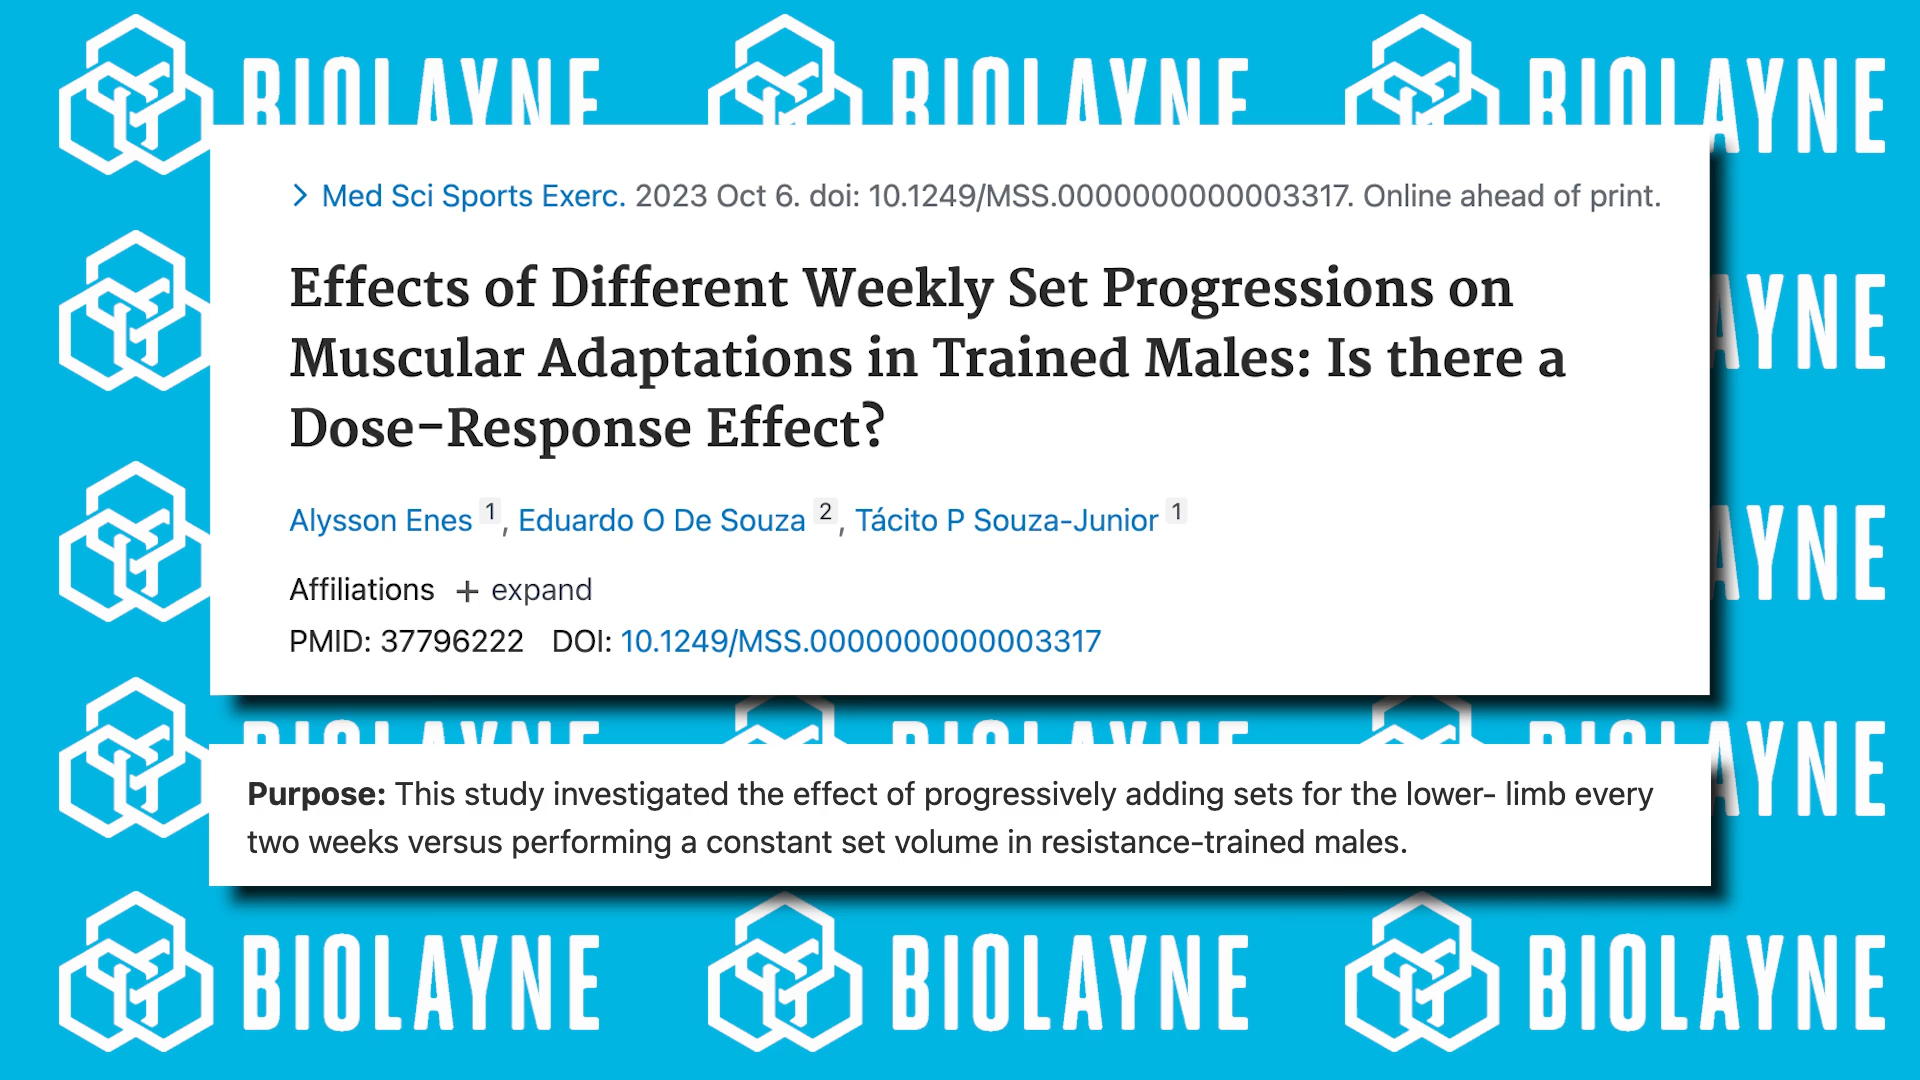 BIOLAYNE BIOLAYNE BIOLAYNE
> Med Sci Sports Exerc. 2023 Oct 6. doi: 10.1249/MSS.0000000000003317. Online ahead of print.
Effects of Different Weekly Set Progressions on
Muscular Adaptations in Trained Males: Is there a
Dose-Response Effect?
Alysson Enes 1, Eduardo O De Souza 2, Tácito P Souza-Junior 1
Affiliations + expand
PMID: 37796222 DOI: 10.1249/MSS.0000000000003317
Purpose: This study investigated the effect of progressively adding sets for the lower- limb every
two weeks versus performing a constant set volume in resistance-trained males.
BIOLAYNE BIOLAYNE BIOLAYNE